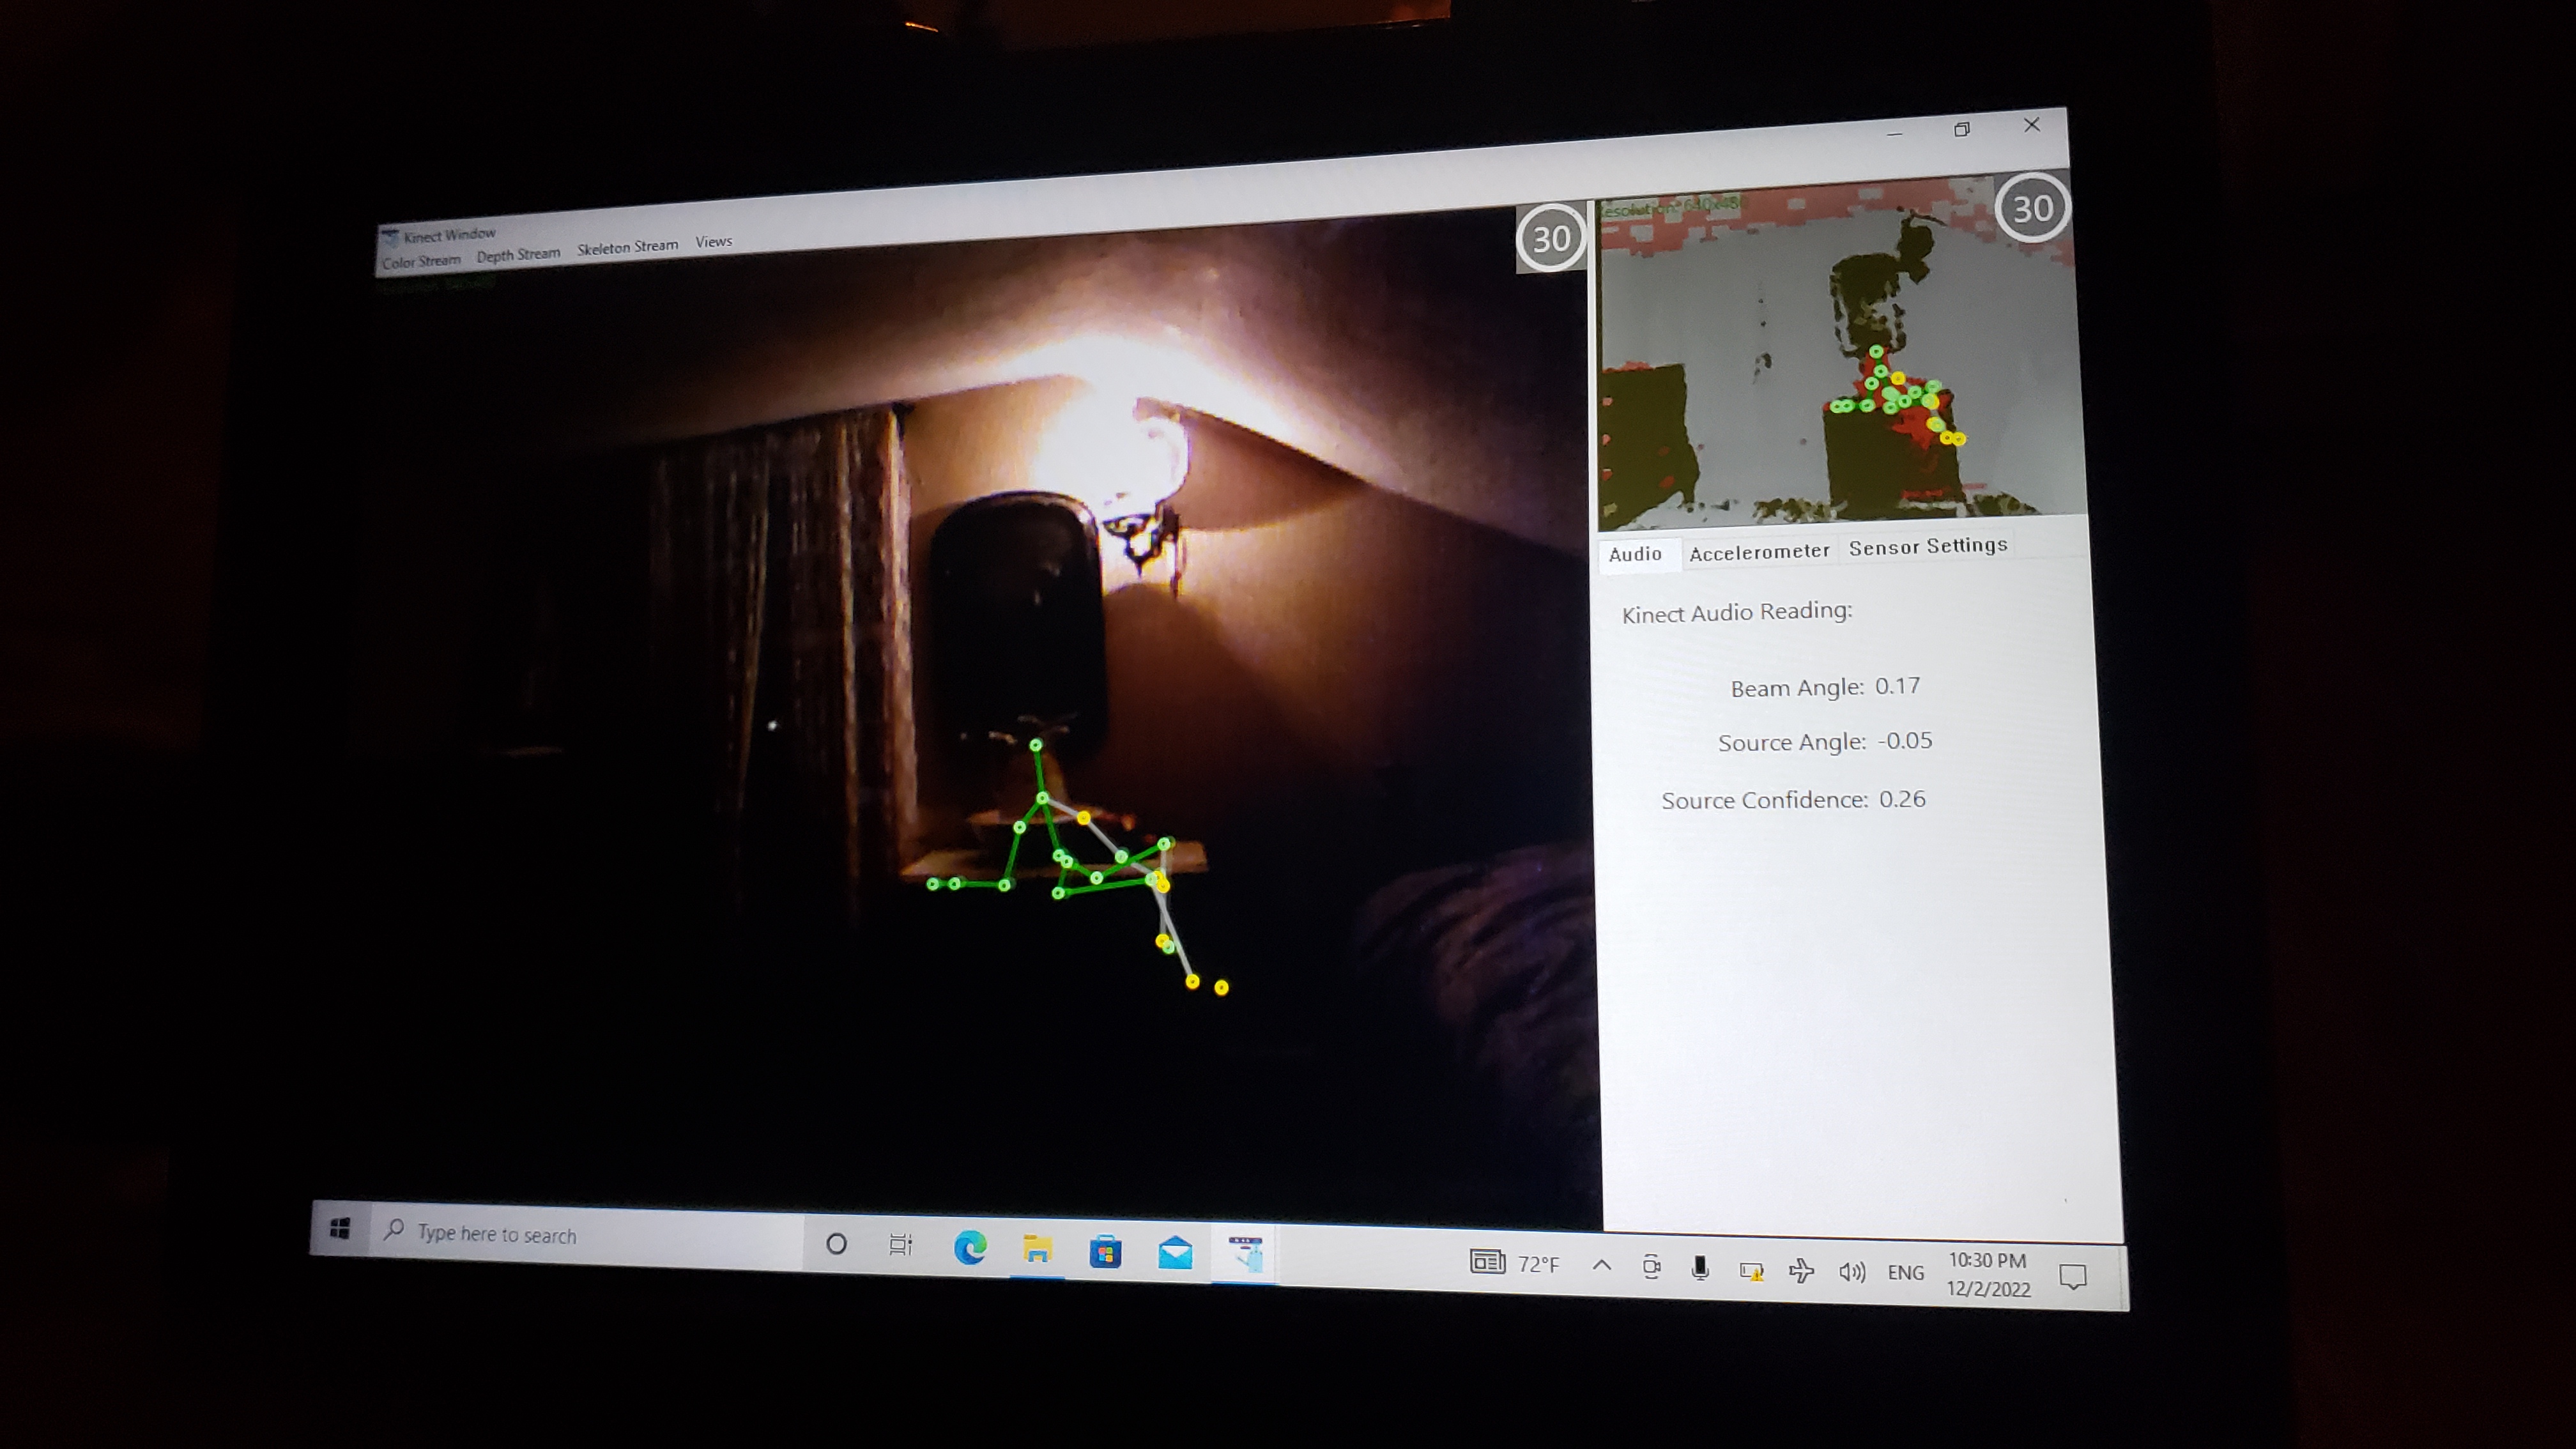 Kinect Window
Color Stream Depth Stream Skeleton Stream Views
30
30
Resolution: 640x480
Audio Accelerometer Sensor Settings
Kinect Audio Reading:
Beam Angle: 0.17
Source Angle: -0.05
Source Confidence: 0.26
Type here to search
72°F
ENG
10:30 PM
12/2/2022